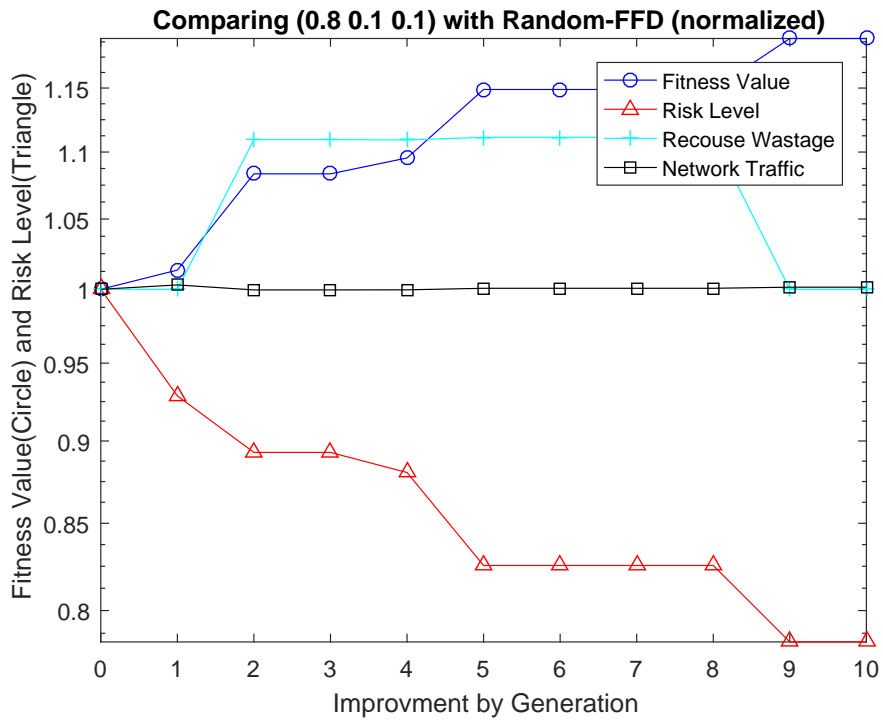 Comparing (0.8 0.1 0.1) with Random-FFD (normalized)
Fitness Value(Circle) and Risk Level(Triangle)
1.15
1.1
1.05
1
0.95
0.9
0.85
0.8
Fitness Value
Risk Level
Recouse Wastage
Network Traffic
0 1 2 3 4 5 6 7 8 9 10
Improvment by Generation